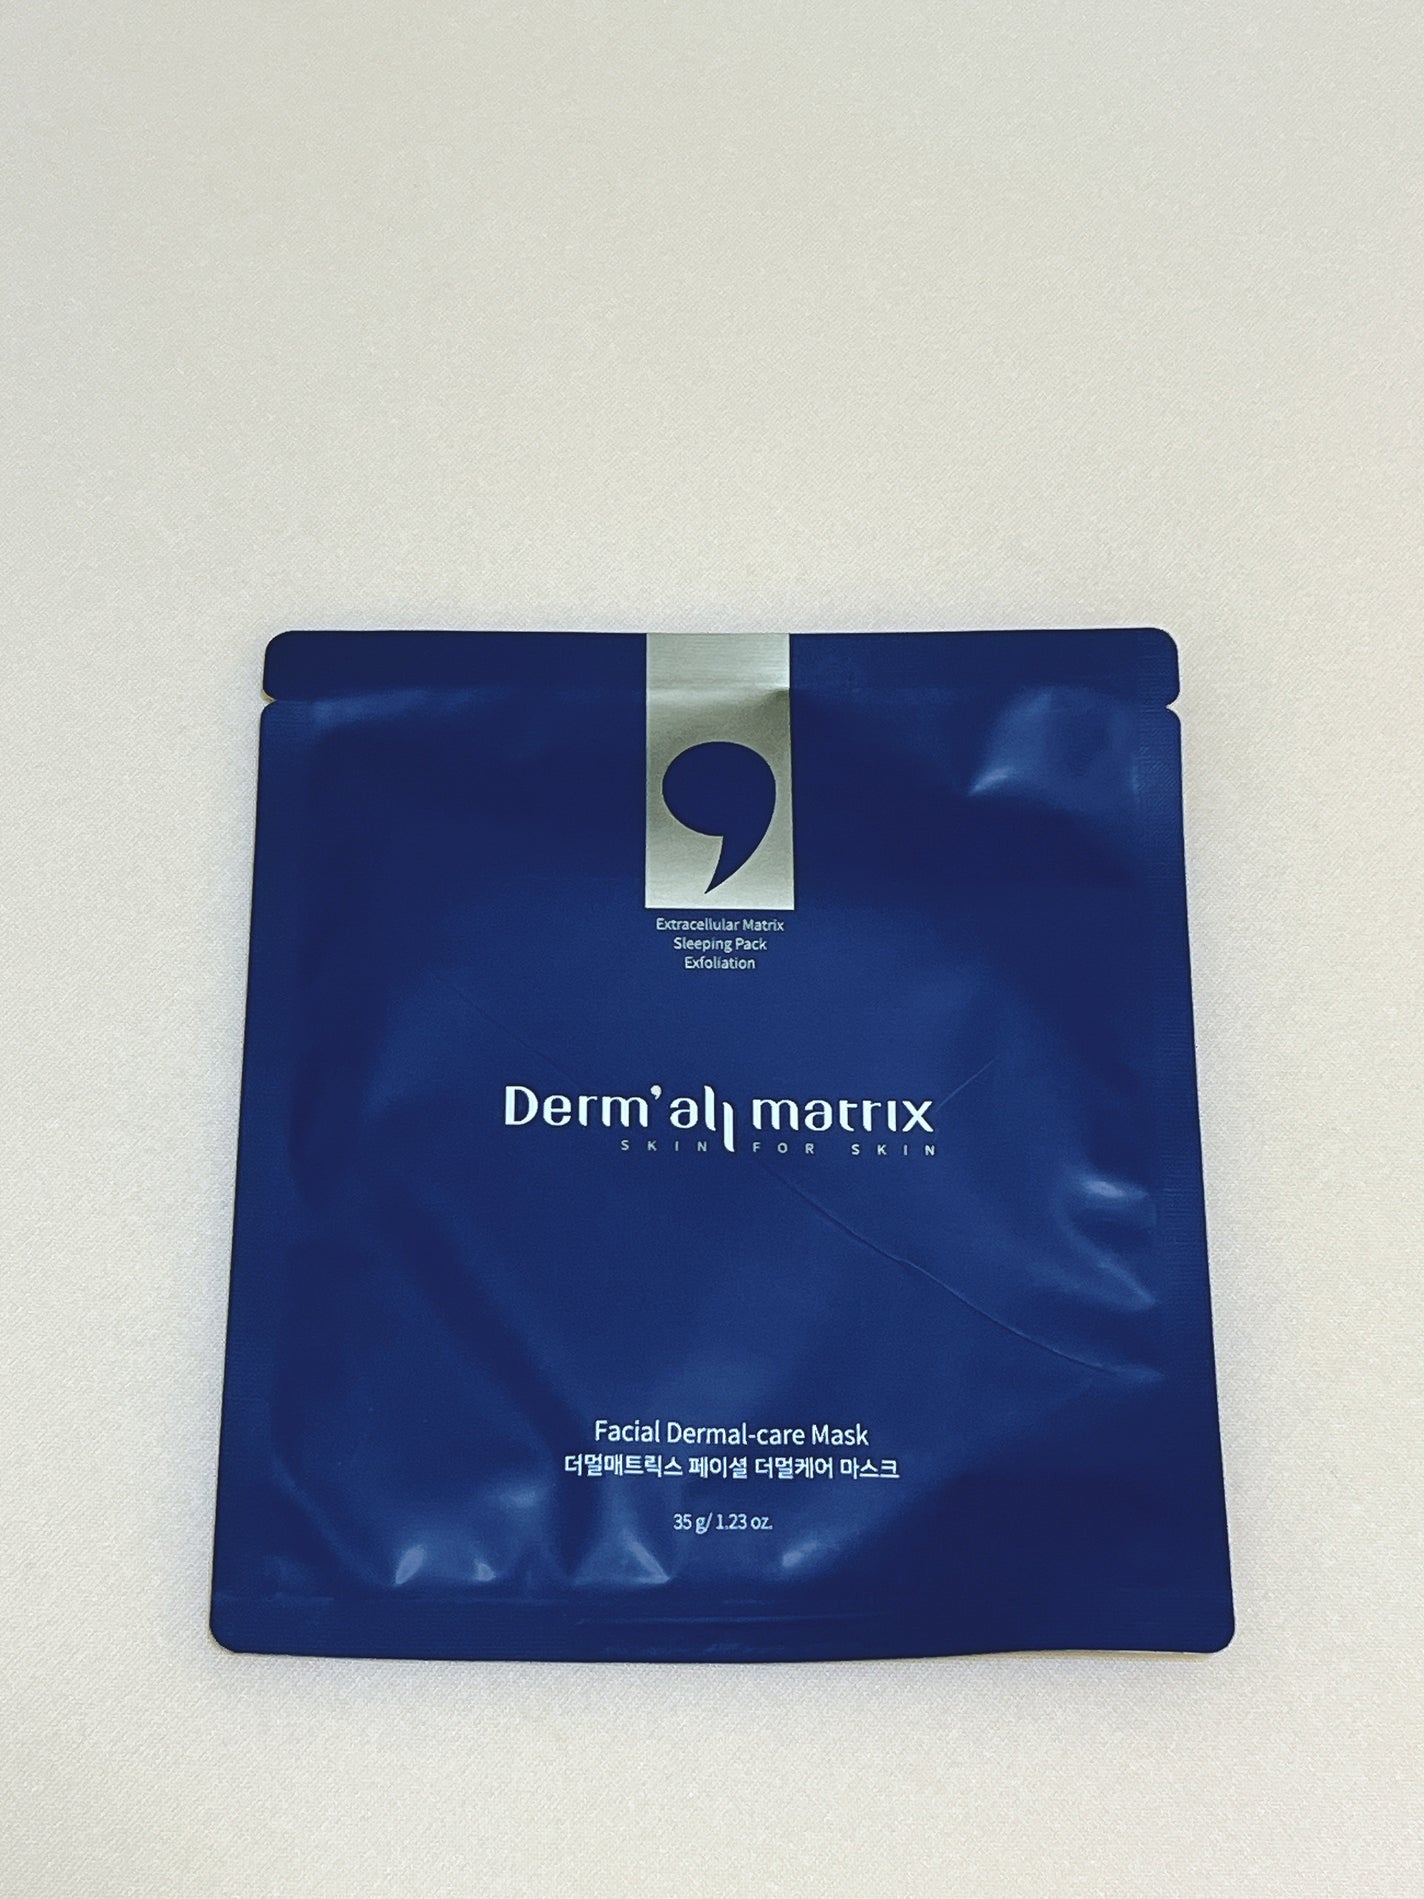 Extracellular Matrix
Sleeping Pack
Exfoliation
Derm'all matrix
SKIN FOR SKIN
Facial Dermal-care Mask
더멀매트릭스 페이셜 더멀케어 마스크
35 g/ 1.23 oz.